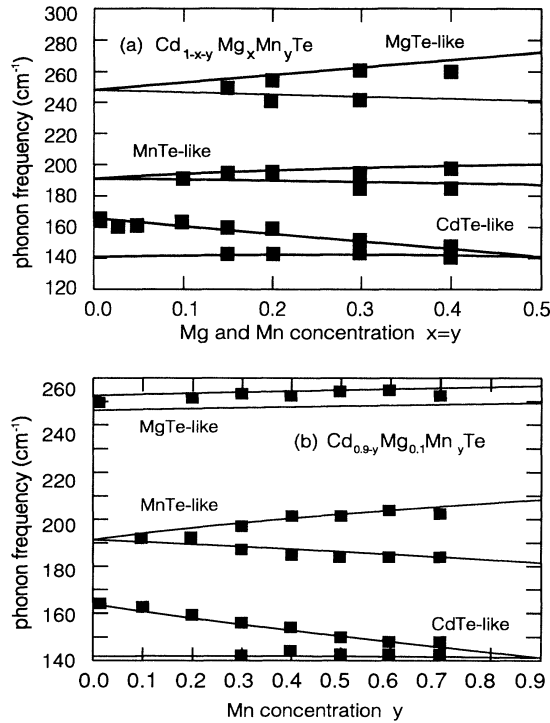 300
(a) Cd1-x-yMgxMnyTe
MgTe-like
280
260
240
220
MnTe-like
200
180
160
CdTe-like
140
120
phonon frequency (cm-1)
0.0 0.1 0.2 0.3 0.4 0.5
Mg and Mn concentration x=y
260
MgTe-like
240
(b) Cd0.9-yMg0.1MnyTe
220
MnTe-like
200
180
160
CdTe-like
140
phonon frequency (cm-1)
0.0 0.1 0.2 0.3 0.4 0.5 0.6 0.7 0.8 0.9
Mn concentration y